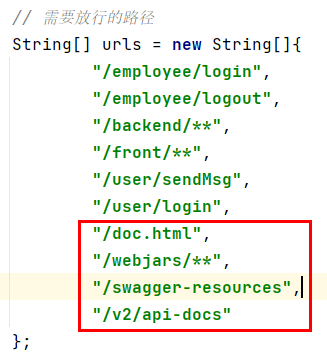 // 需要放行的路径
String[] urls = new String[]{
"/employee/login",
"/employee/logout",
"/backend/**",
"/front/**",
"/user/sendMsg",
"/user/login",
"/doc.html",
"/webjars/**",
"/swagger-resources",
"/v2/api-docs"
};